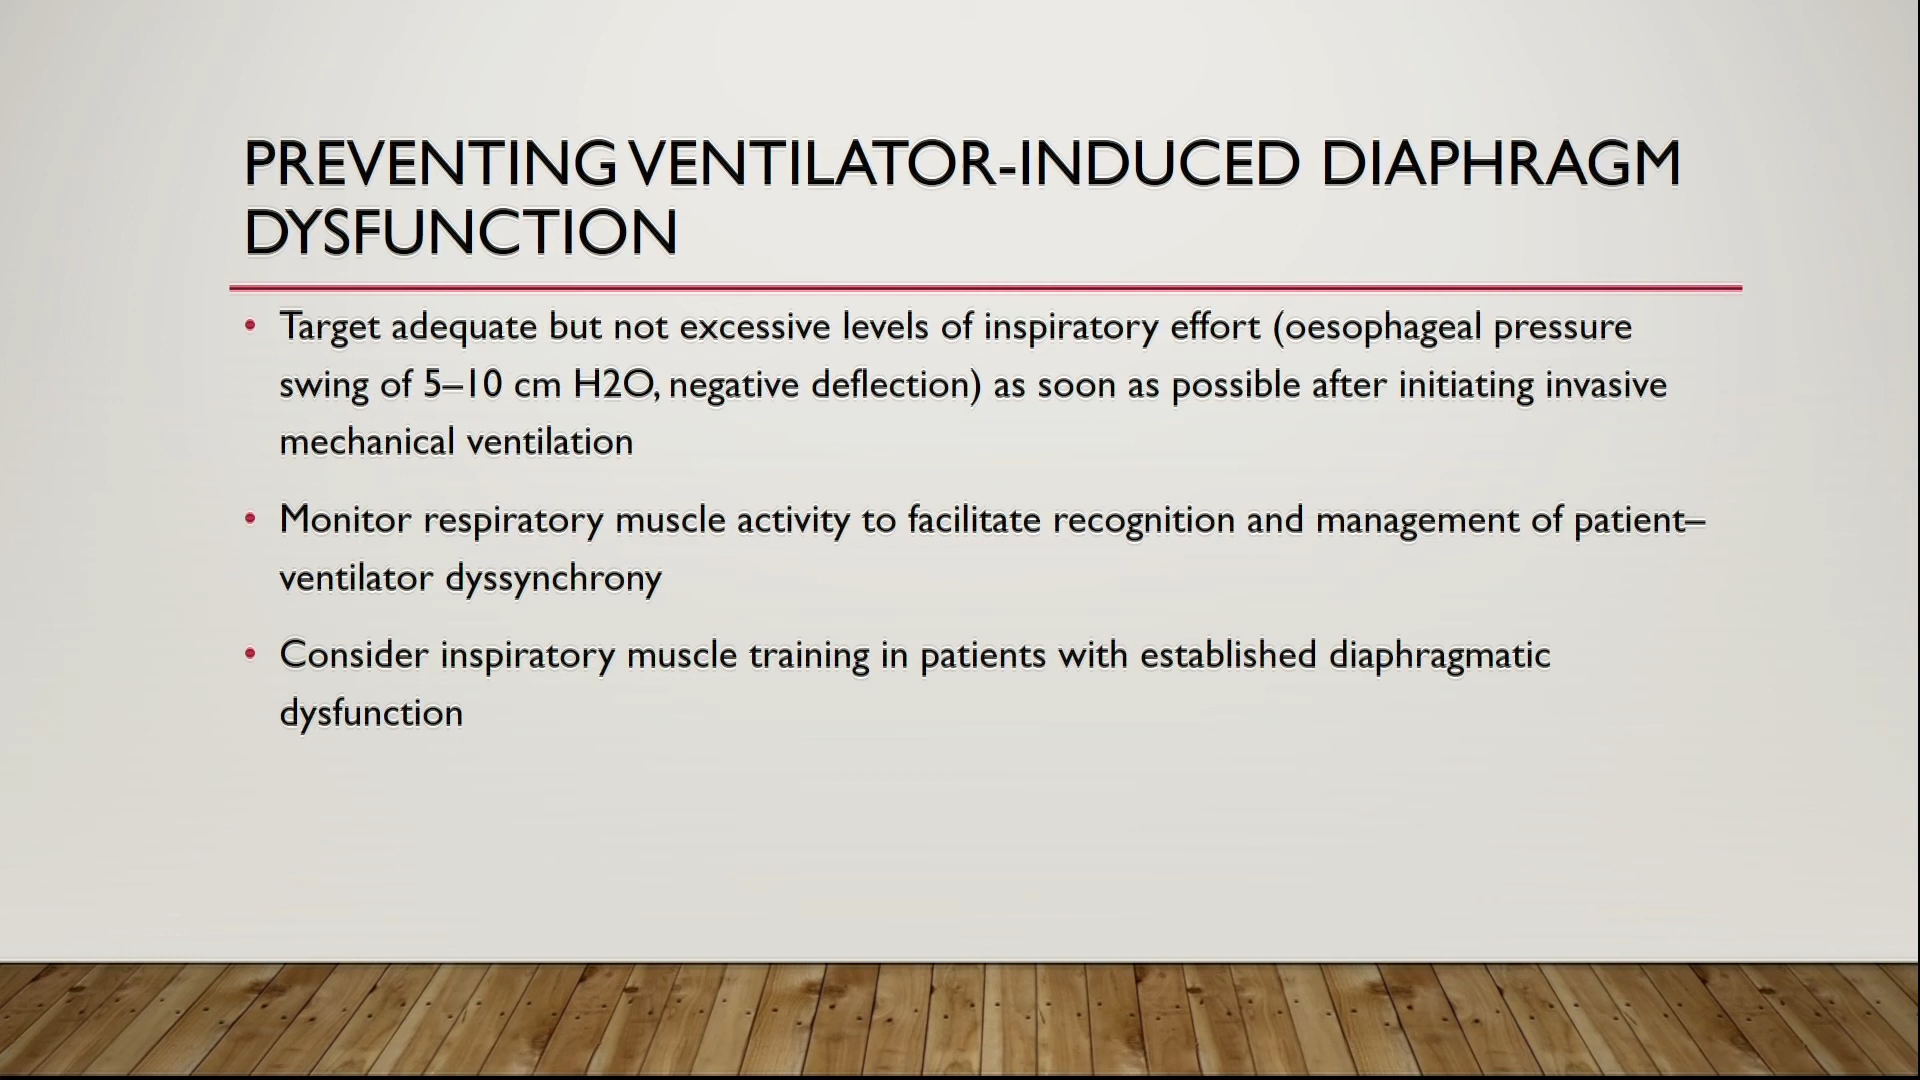 PREVENTING VENTILATOR-INDUCED DIAPHRAGM
DYSFUNCTION
• Target adequate but not excessive levels of inspiratory effort (oesophageal pressure
swing of 5–10 cm H2O, negative deflection) as soon as possible after initiating invasive
mechanical ventilation
• Monitor respiratory muscle activity to facilitate recognition and management of patient–
ventilator dyssynchrony
• Consider inspiratory muscle training in patients with established diaphragmatic
dysfunction